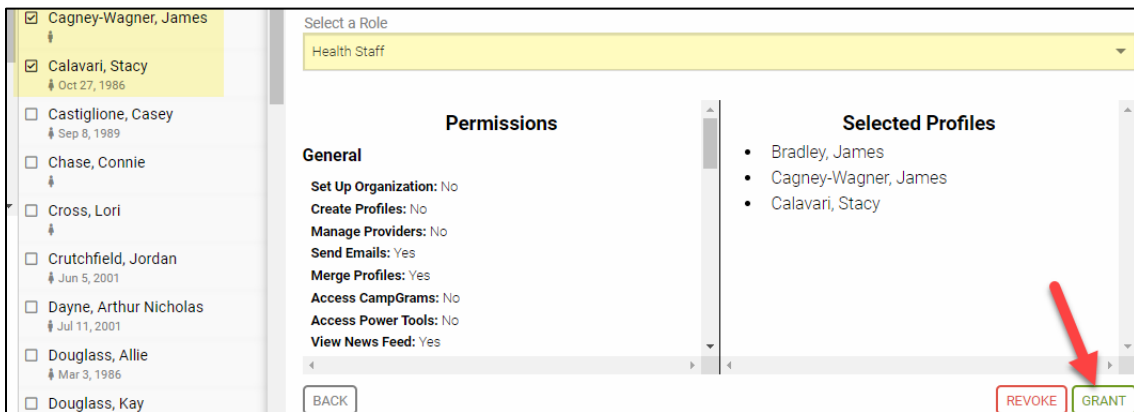 Cagney-Wagner, James
Calavari, Stacy
Oct 27, 1986
Castiglione, Casey
Sep 8, 1989
Chase, Connie
Cross, Lori
Crutchfield, Jordan
Jun 5, 2001
Dayne, Arthur Nicholas
Jul 11, 2001
Douglass, Allie
Mar 3, 1986
Douglass, Kay
Select a Role
Health Staff
Permissions
General
Set Up Organization: No
Create Profiles: No
Manage Providers: No
Send Emails: Yes
Merge Profiles: Yes
Access CampGrams: No
Access Power Tools: No
View News Feed: Yes
Selected Profiles
• Bradley, James
• Cagney-Wagner, James
• Calavari, Stacy
BACK
REVOKE
GRANT